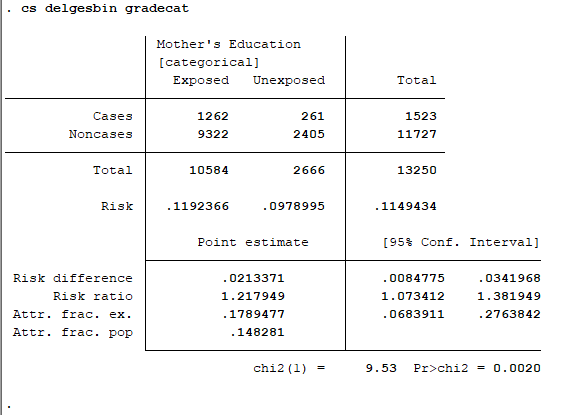 . cs delgesbin gradecat
Mother's Education
[categorical]
Exposed Unexposed Total
Cases 1262 261 1523
Noncases 9322 2405 11727
Total 10584 2666 13250
Risk .1192366 .0978995 .1149434
Point estimate [95% Conf. Interval]
Risk difference .0213371 .0084775 .0341968
Risk ratio 1.217949 1.073412 1.381949
Attr. frac. ex. .1789477 .0683911 .2763842
Attr. frac. pop .148281
chi2(1) = 9.53 Pr>chi2 = 0.0020
.